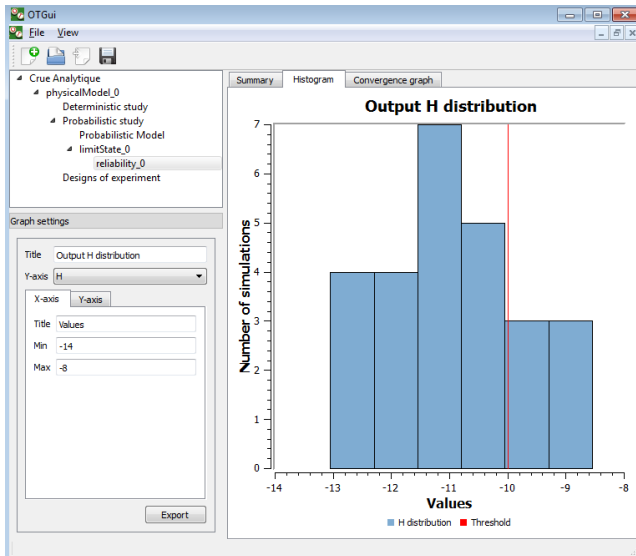 OTGui
File View
Crue Analytique
physicalModel_0
Deterministic study
Probabilistic study
Probabilistic Model
limitState_0
reliability_0
Designs of experiment
Graph settings
Title Output H distribution
Y-axis H
X-axis Y-axis
Title Values
Min -14
Max -8
Export
Summary Histogram Convergence graph
Output H distribution
Number of simulations
7
6
5
4
3
2
1
0
-14 -13 -12 -11 -10 -9 -8
Values
H distribution Threshold